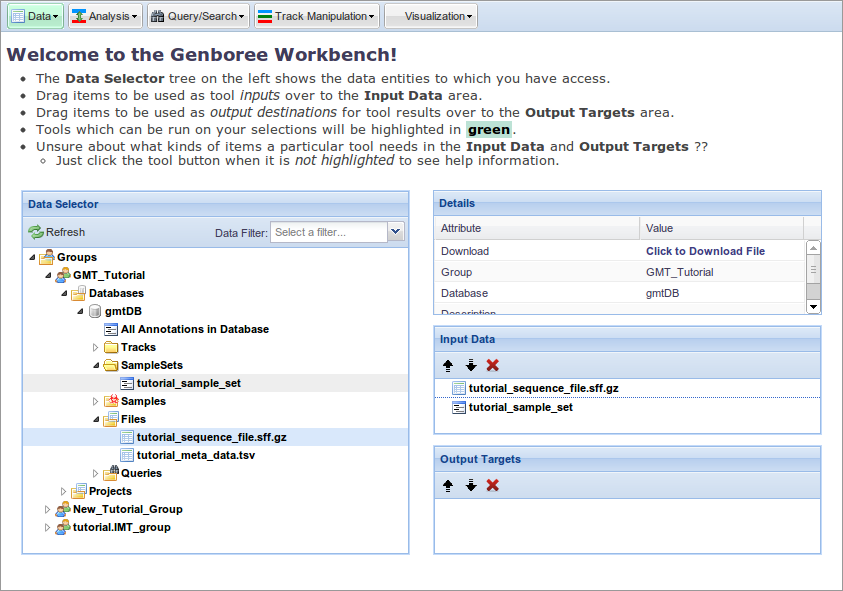 Data Analysis Query/Search Track Manipulation Visualization
Welcome to the Genboree Workbench!
• The Data Selector tree on the left shows the data entities to which you have access.
• Drag items to be used as tool inputs over to the Input Data area.
• Drag items to be used as output destinations for tool results over to the Output Targets area.
• Tools which can be run on your selections will be highlighted in green.
• Unsure about what kinds of items a particular tool needs in the Input Data and Output Targets ??
◦ Just click the tool button when it is not highlighted to see help information.
Data Selector
Refresh Data Filter: Select a filter...
Groups
GMT_Tutorial
Databases
gmtDB
All Annotations in Database
Tracks
SampleSets
tutorial_sample_set
Samples
Files
tutorial_sequence_file.sff.gz
tutorial_meta_data.tsv
Queries
Projects
New_Tutorial_Group
tutorial.IMT_group
Details
Attribute Value
Download Click to Download File
Group GMT_Tutorial
Database gmtDB
Description
Input Data
tutorial_sequence_file.sff.gz
tutorial_sample_set
Output Targets